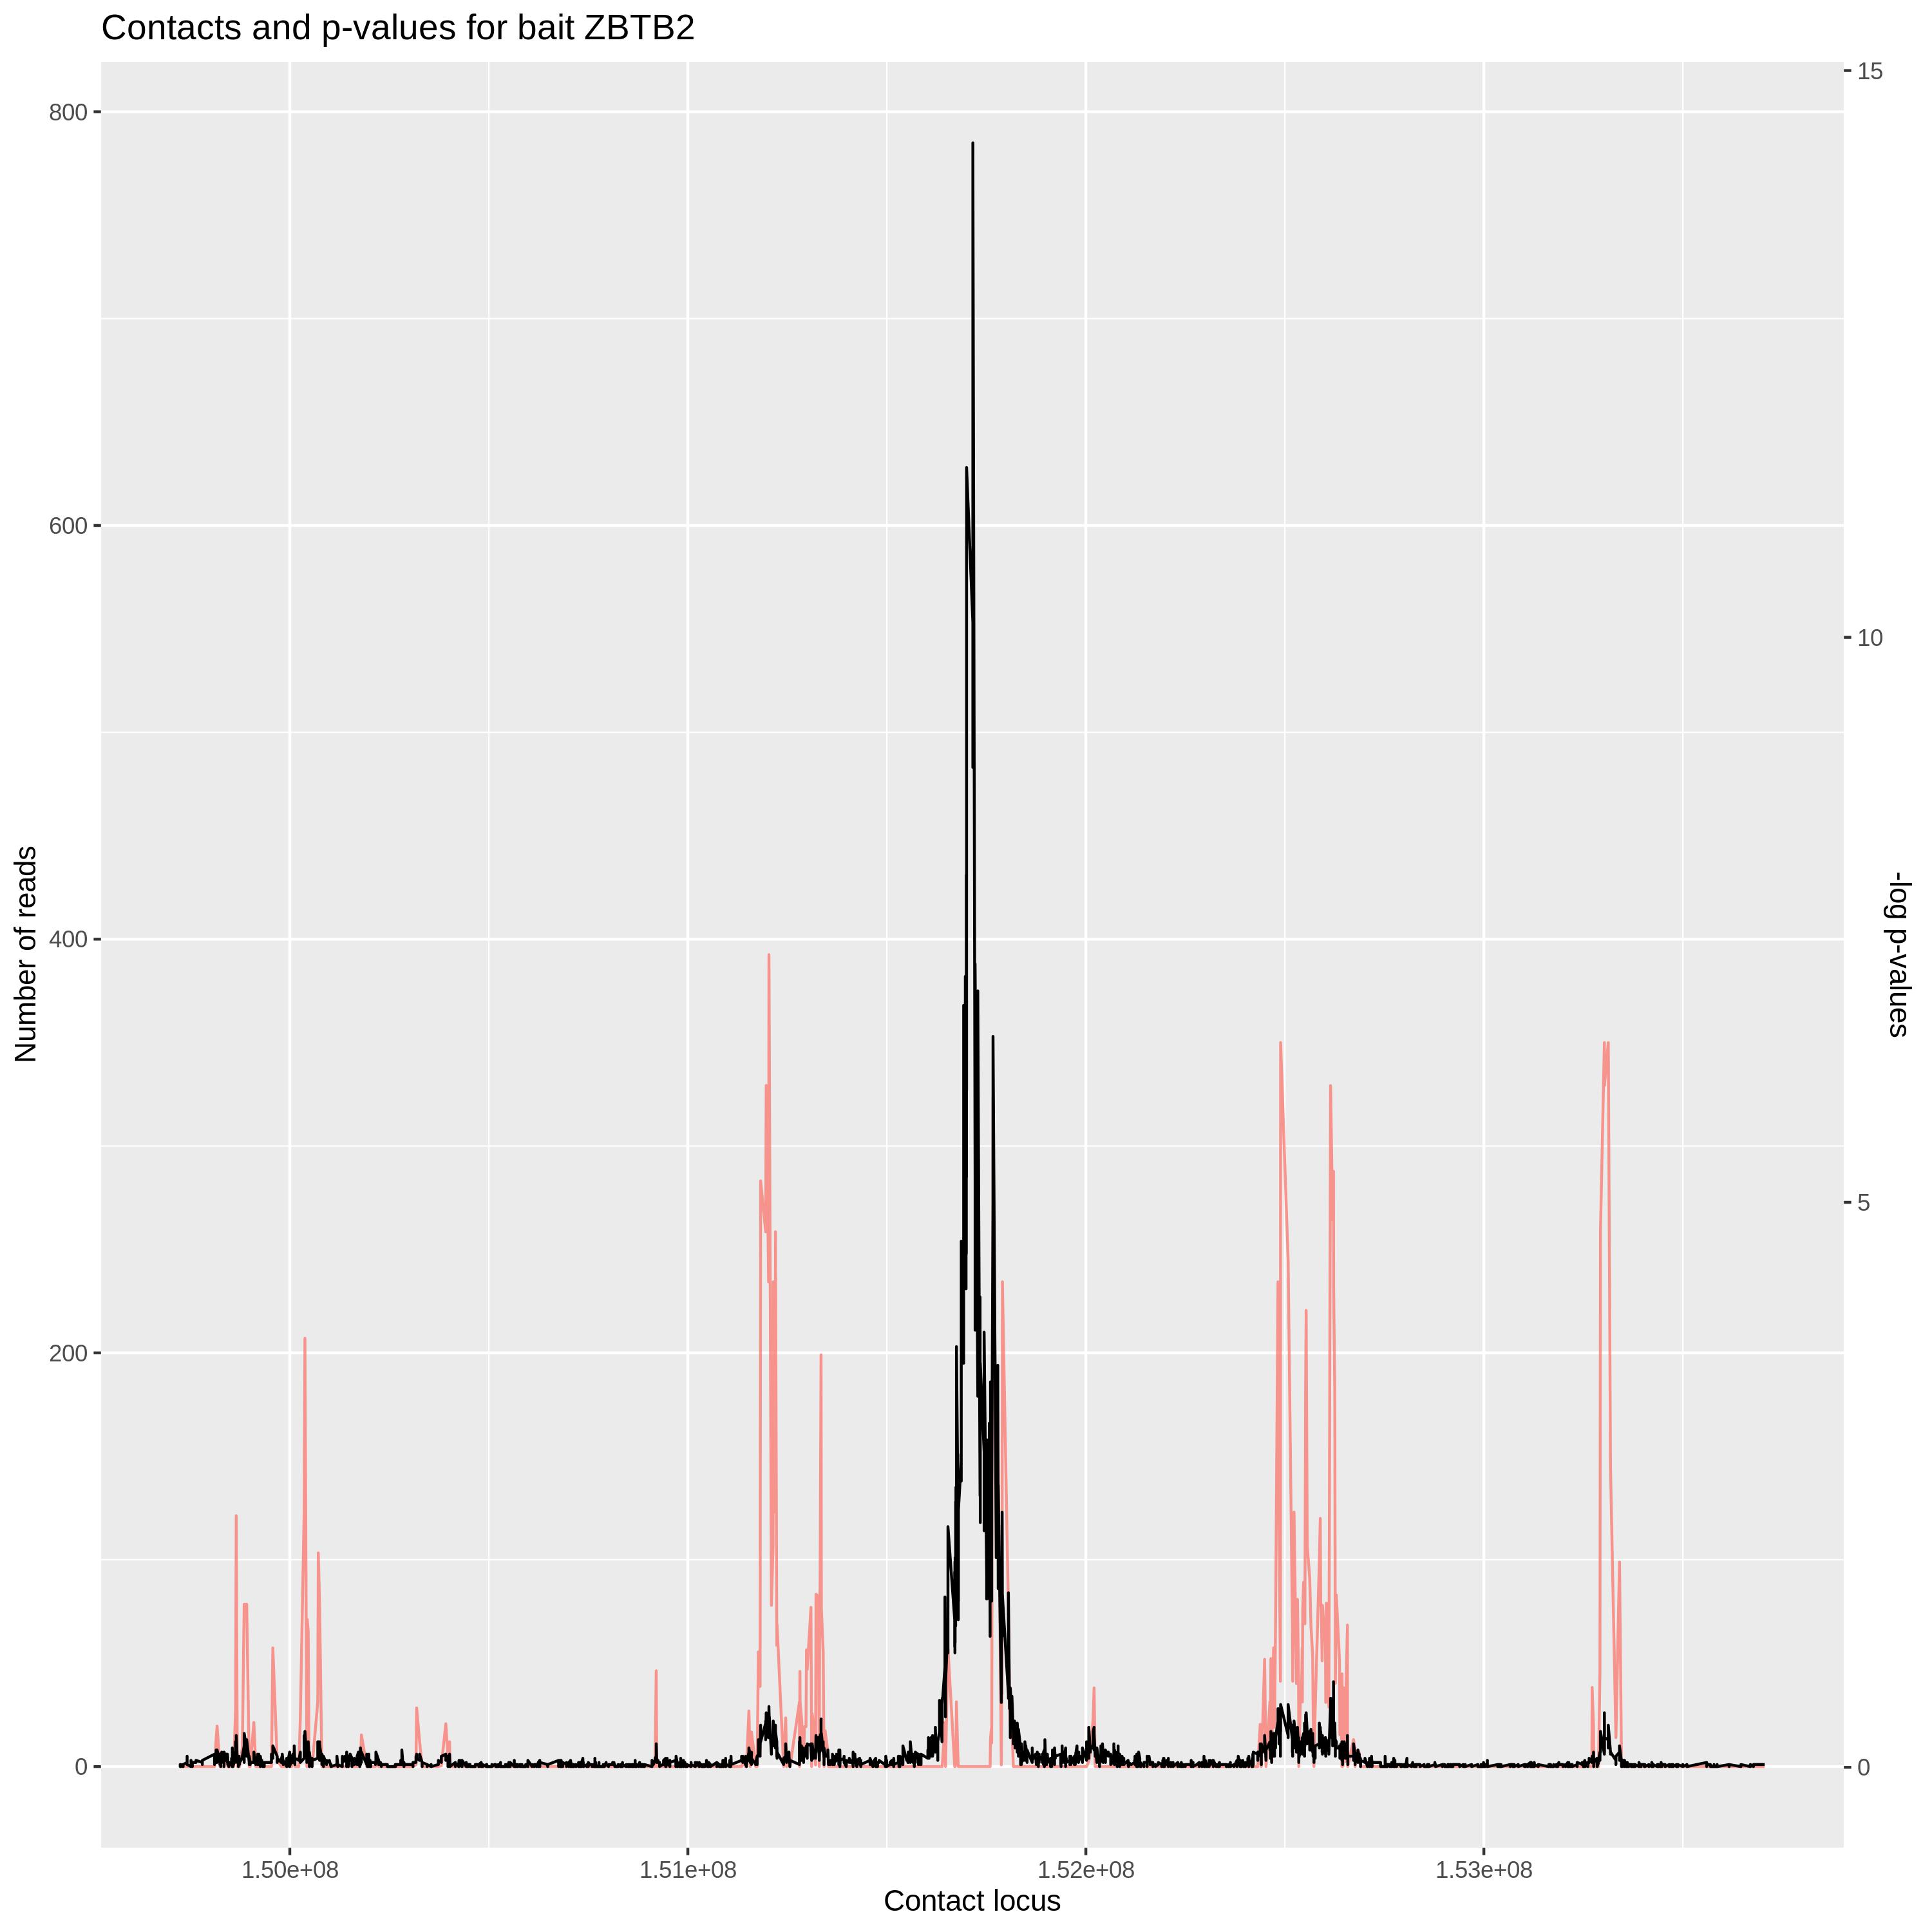 Contacts and p-values for bait ZBTB2
800
600
400
200
0
Number of reads
15
10
5
0
-log p-values
1.50e+08
1.51e+08
1.52e+08
1.53e+08
Contact locus